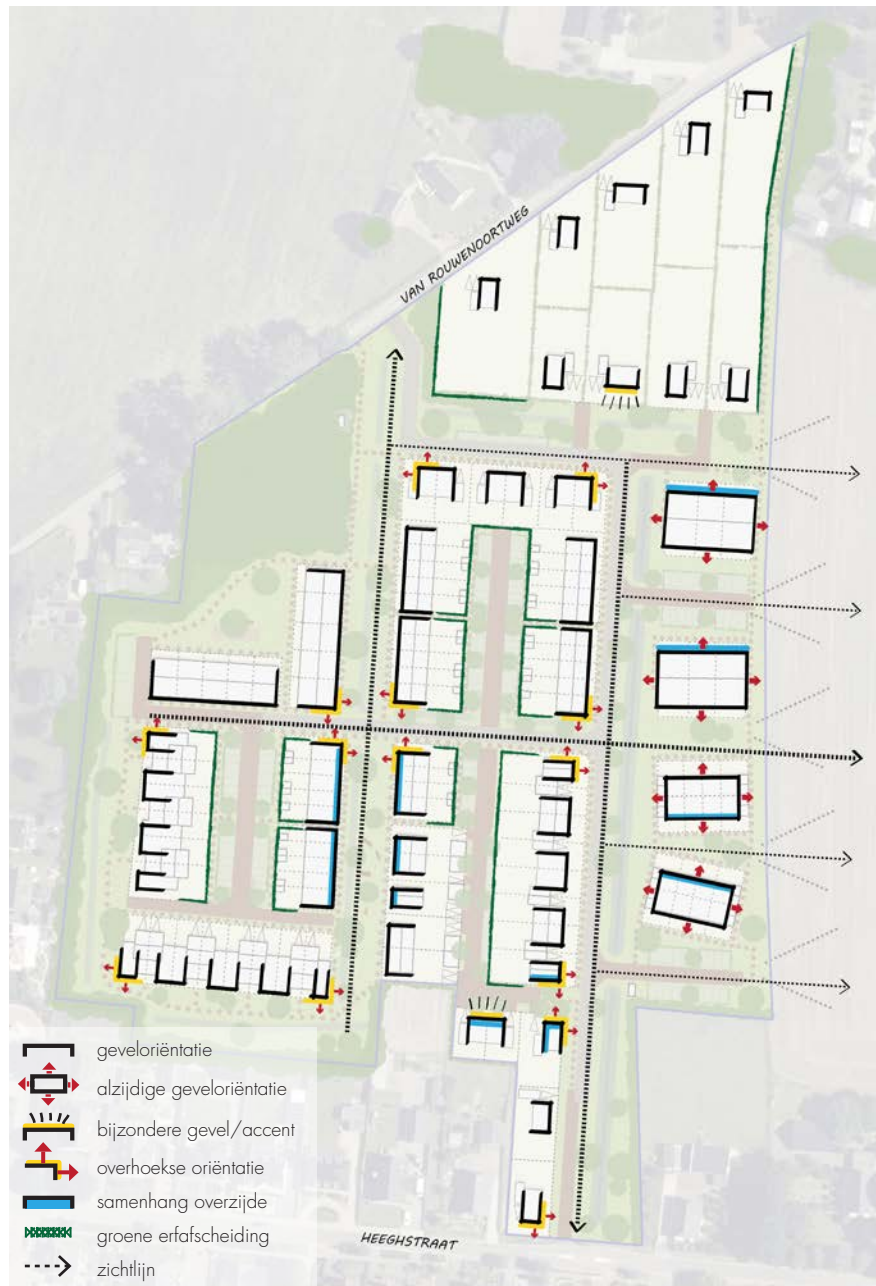 VAN ROUWENOORTWEG
geveloriëntatie
alzijdige geveloriëntatie
bijzondere gevel/accent
overhoekse oriëntatie
samenhang overzijde
groene erfafscheiding
zichtlijn
HEEGHSTRAAT